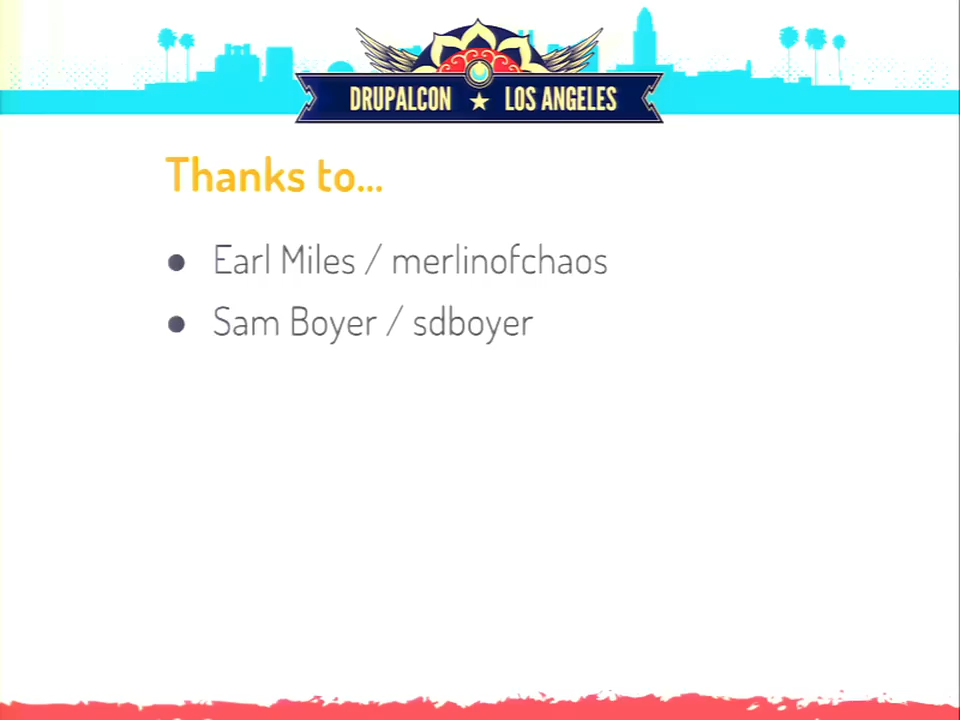 DRUPALCON ★ LOS ANGELES
Thanks to...
● Earl Miles / merlinofchaos
● Sam Boyer / sdboyer